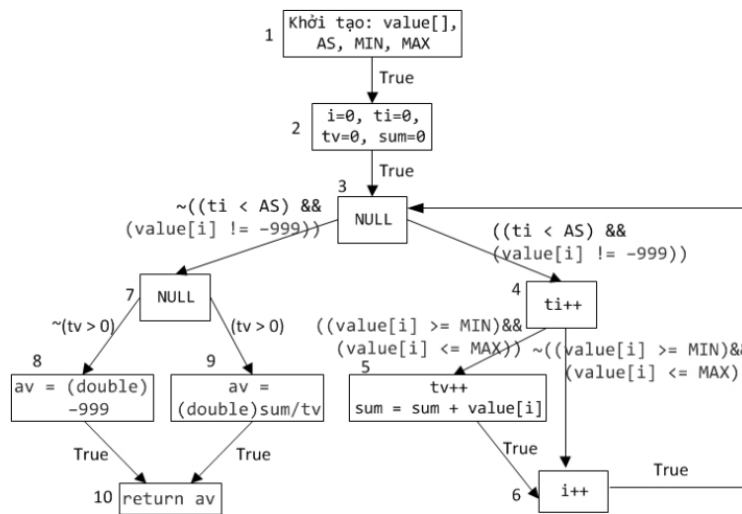 1
Khởi tạo: value[],
AS, MIN, MAX
True
2
i=0, ti=0,
tv=0, sum=0
True
3
NULL
~((ti < AS) &&
(value[i] != -999))
((ti < AS) &&
(value[i] != -999))
7
NULL
4
ti++
~(tv > 0)
(tv > 0)
((value[i] >= MIN)&&
(value[i] <= MAX))
~((value[i] >= MIN)&&
(value[i] <= MAX)
8
av = (double)
-999
9
av =
(double)sum/tv
5
tv++
sum = sum + value[i]
True
True
True
10
return av
6
i++
True